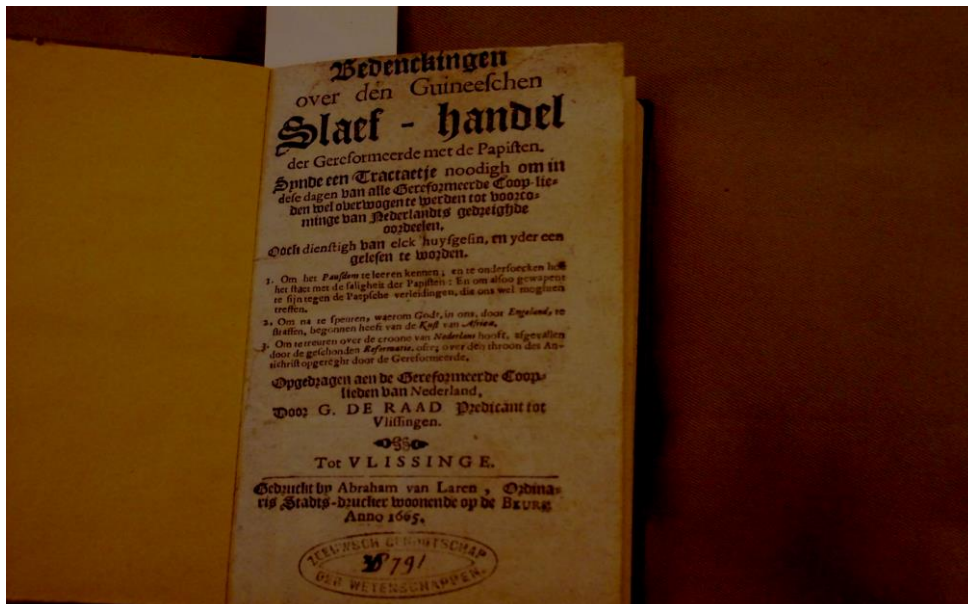 Bedenckingen
over den Guineeſchen
Slaef - handel
der Gereformeerde met de Papiſten.
Synde een Tractaetje noodigh om in
deſe dagen van alle Gereformeerde Coop-lie-
den wel overwogen te werden tot voorco-
minge van Nederlandts gedreighde
oordeelen.
Oock dienſtigh van elck huyſgeſin, en yder een
geleſen te worden.
1. Om het Pausdom te leeren kennen, en te onderſoecken hoe
het ſtaet met de ſaligheit der Papiſten: En om alſoo gewapent
te ſijn tegen de Paepſche verleidingen, die ons wel moghten
treffen.
2. Om na te ſpeuren, waerom Godt, in ons, door Engeland, te
ſtraffen, begonnen heeft van de Kuſt van Africa.
3. Om te treuren over de croone van Nederlans hooft, afgevallen
door de geſchonden Reformatie, over den throon des An-
tichriſt opgereght door de Gereformeerde.
Opgedragen aen de Gereformeerde Coop-
lieden van Nederland,
Door G. DE RAAD Predicant tot
Vliſſingen.
Tot VLISSINGE.
Gedruckt by Abraham van Laren, Ordina-
ris Stadts-drucker woonende op de BEURS
Anno 1665.
ZEEUWSCH GENOOTSCHAP
791
DER WETENSCHAPPEN.